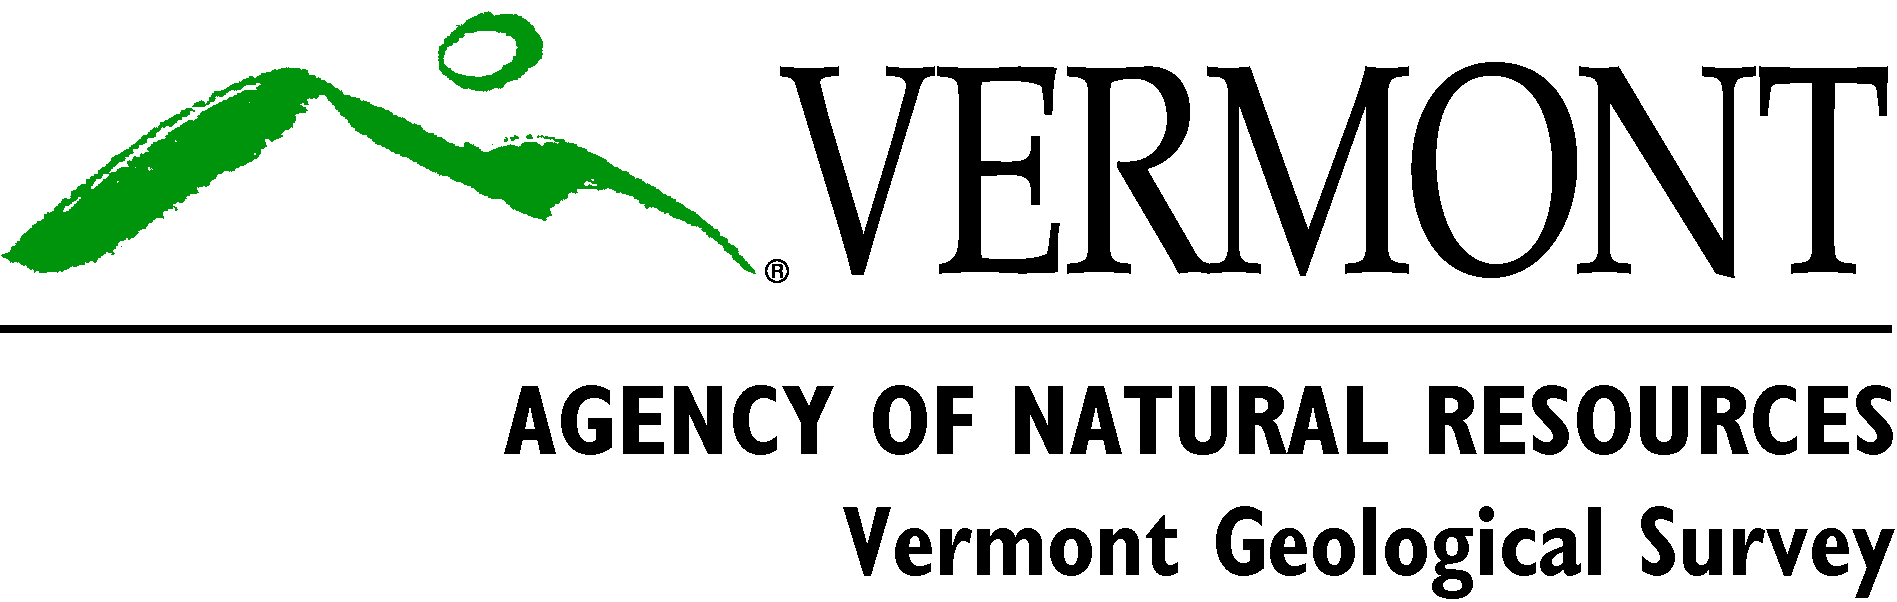 ® VERMONT
AGENCY OF NATURAL RESOURCES
Vermont Geological Survey